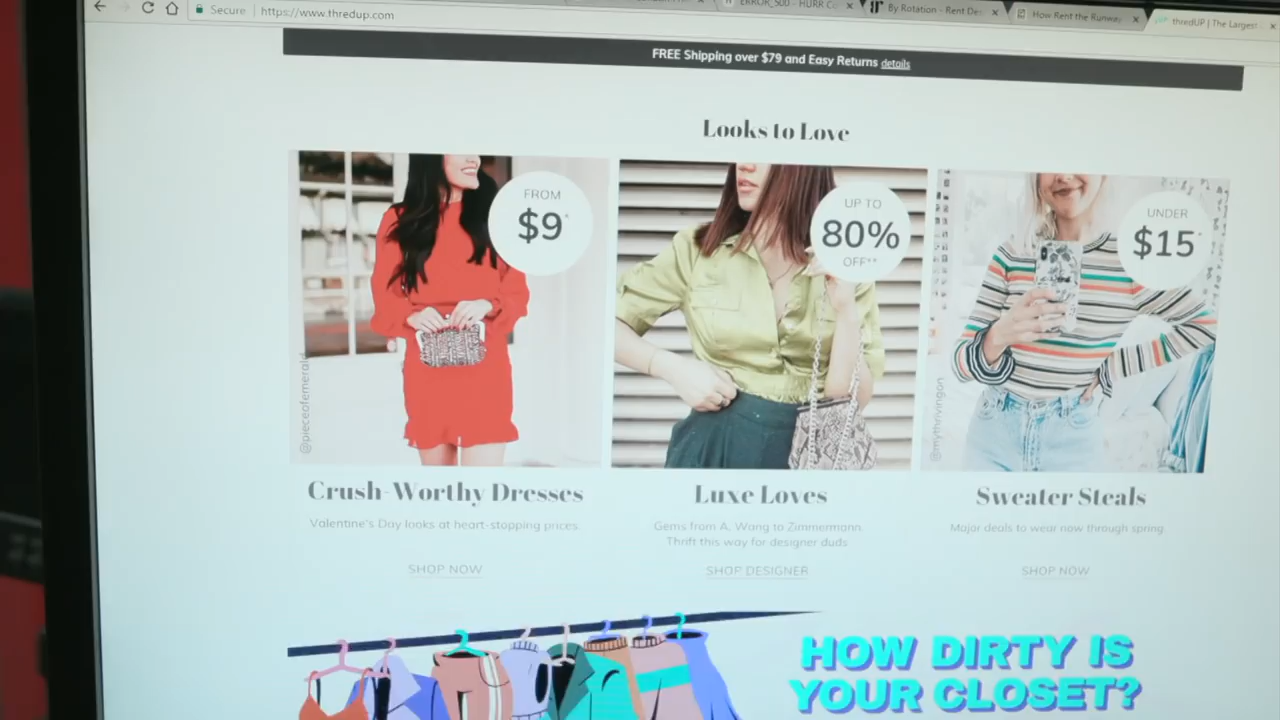 Secure https://www.thredup.com
ERROR_500 - HURR
By Rotation - Rent De
How Rent the Runway
thredUP | The Largest
FREE Shipping over $79 and Easy Returns details
Looks to Love
FROM
$9*
UP TO
80%
OFF**
UNDER
$15*
@pieceofemerald
@mythrivingon
Crush-Worthy Dresses
Valentine's Day looks at heart-stopping prices.
SHOP NOW
Luxe Loves
Gems from A. Wang to Zimmermann.
Thrift this way for designer duds
SHOP DESIGNER
Sweater Steals
Major deals to wear now through spring.
SHOP NOW
HOW DIRTY IS
YOUR CLOSET?